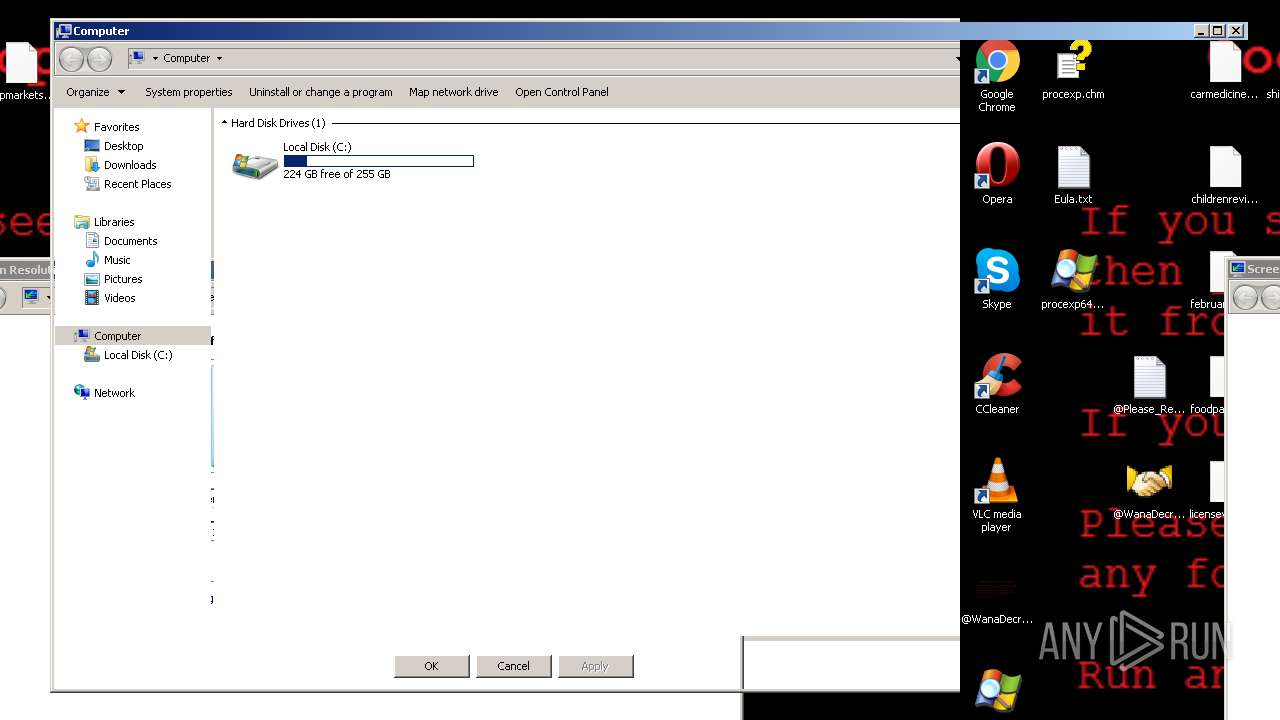 Computer
Computer
Organize
System properties
Uninstall or change a program
Map network drive
Open Control Panel
Favorites
Desktop
Downloads
Recent Places
Libraries
Documents
Music
Pictures
Videos
Computer
Local Disk (C:)
Network
Hard Disk Drives (1)
Local Disk (C:)
224 GB free of 255 GB
OK
Cancel
Apply
Google
Chrome
procexp.chm
carmedicine...
Opera
Eula.txt
childrenrevi...
Skype
procexp64...
februar
CCleaner
@Please_Re...
foodpa
VLC media
player
@WanaDecr...
licensev
@WanaDecr...
pmarkets...
n Resolut
Scree
If you s
then
it fro
If you
Please
any fo
Run an
see
ANY RUN